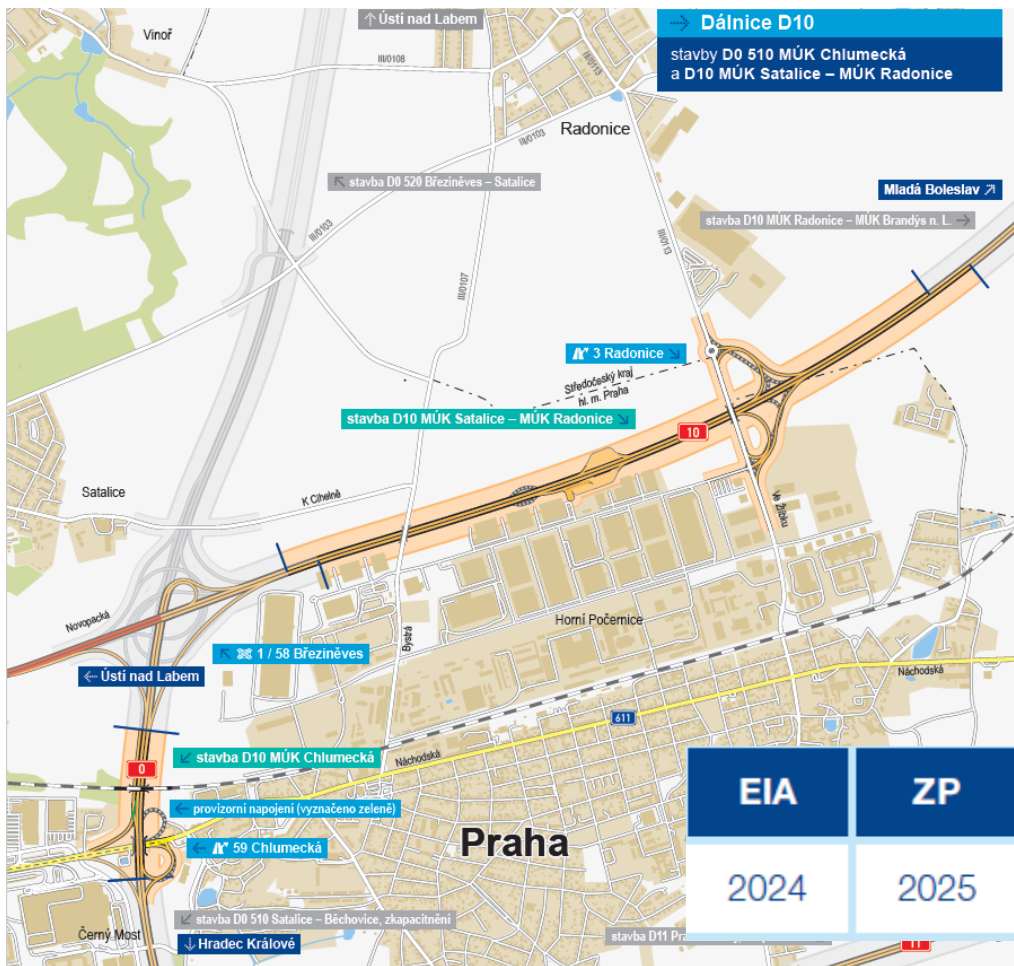 Ústí nad Labem
Dálnice D10
stavby D0 510 MÚK Chlumecká
a D10 MÚK Satalice – MÚK Radonice
Vinoř
III/0108
III/0113
Radonice
III/0103
stavba D0 520 Březiněves – Satalice
Mladá Boleslav
stavba D10 MÚK Radonice – MÚK Brandýs n. L.
III/0103
III/0107
III/0113
3 Radonice
Středočeský kraj
hl. m. Praha
stavba D10 MÚK Satalice – MÚK Radonice
10
Satalice
K Cihelně
Ve Žlíbku
Novopacká
Horní Počernice
Bystrá
1 / 58 Březiněves
Ústí nad Labem
Náchodská
611
stavba D10 MÚK Chlumecká
Náchodská
0
EIA
ZP
provizorní napojení (vyznačeno zeleně)
59 Chlumecká
Praha
2024
2025
stavba D0 510 Satalice – Běchovice, zkapacitnění
Černý Most
Hradec Králové
stavba D11
11